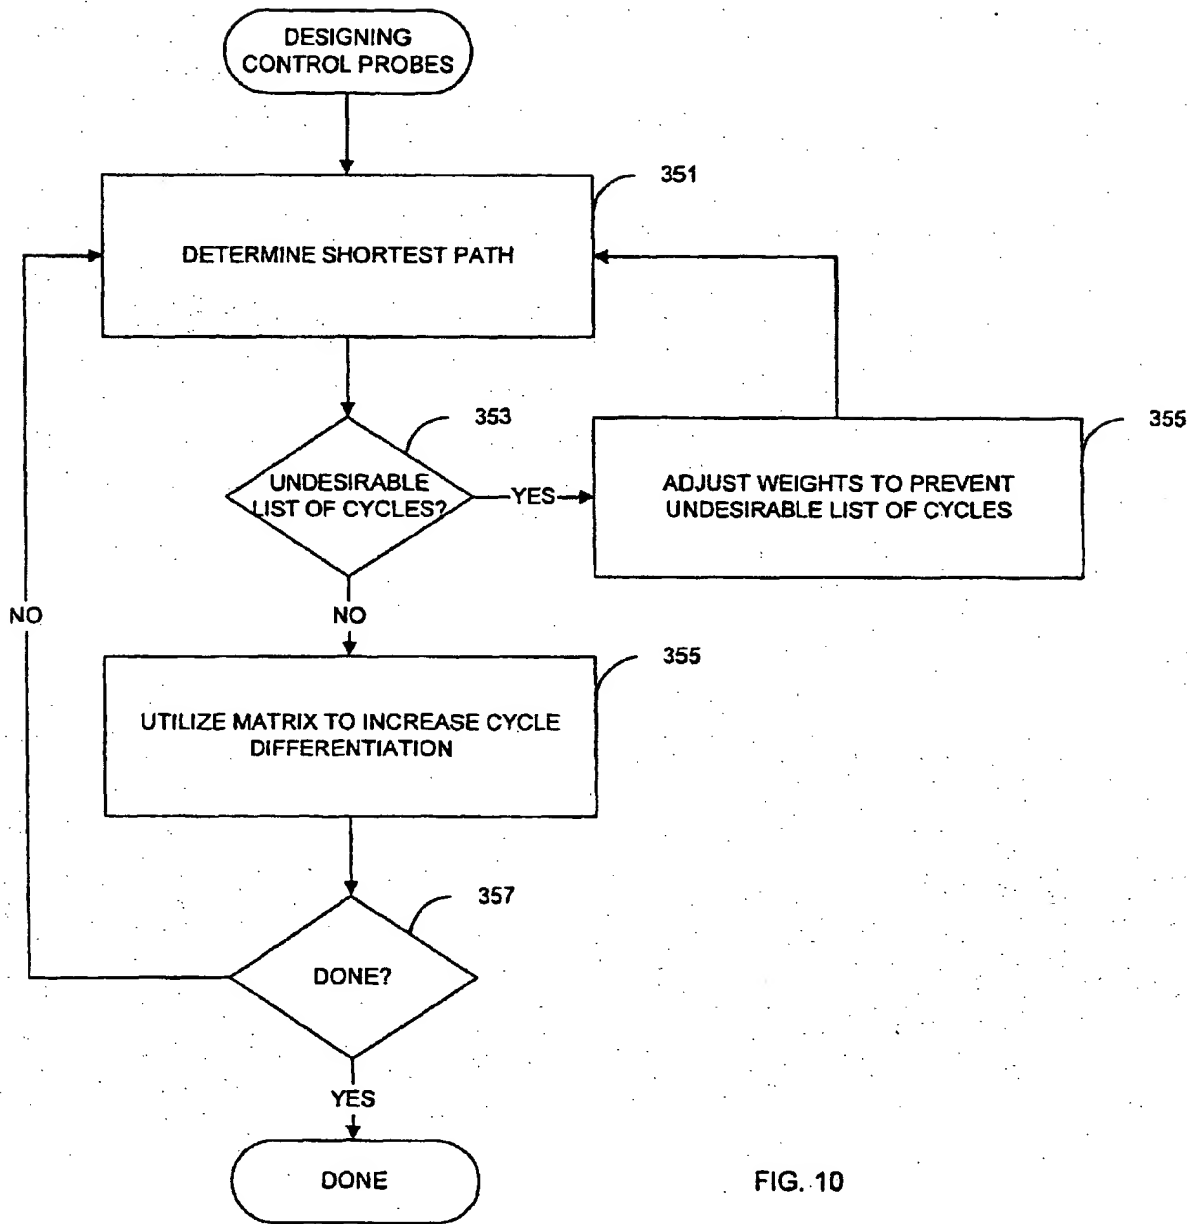 DESIGNING
CONTROL PROBES
351
DETERMINE SHORTEST PATH
353
355
UNDESIRABLE
LIST OF CYCLES?
YES
ADJUST WEIGHTS TO PREVENT
UNDESIRABLE LIST OF CYCLES
NO
NO
355
UTILIZE MATRIX TO INCREASE CYCLE
DIFFERENTIATION
357
DONE?
YES
DONE
FIG. 10